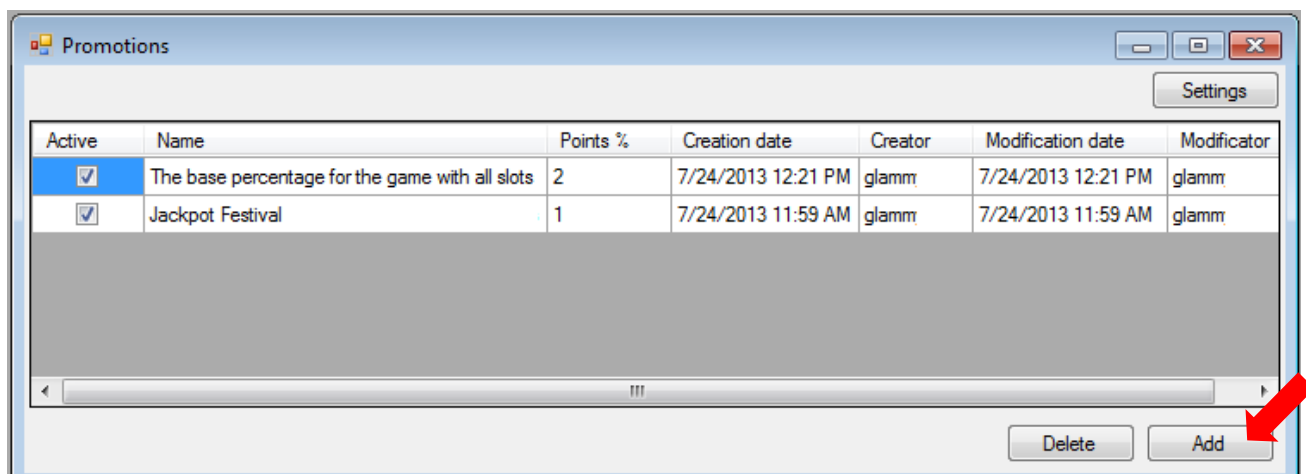 Promotions
Settings
Active Name Points % Creation date Creator Modification date Modificator
The base percentage for the game with all slots 2 7/24/2013 12:21 PM glamm 7/24/2013 12:21 PM glamm
Jackpot Festival 1 7/24/2013 11:59 AM glamm 7/24/2013 11:59 AM glamm
Delete Add